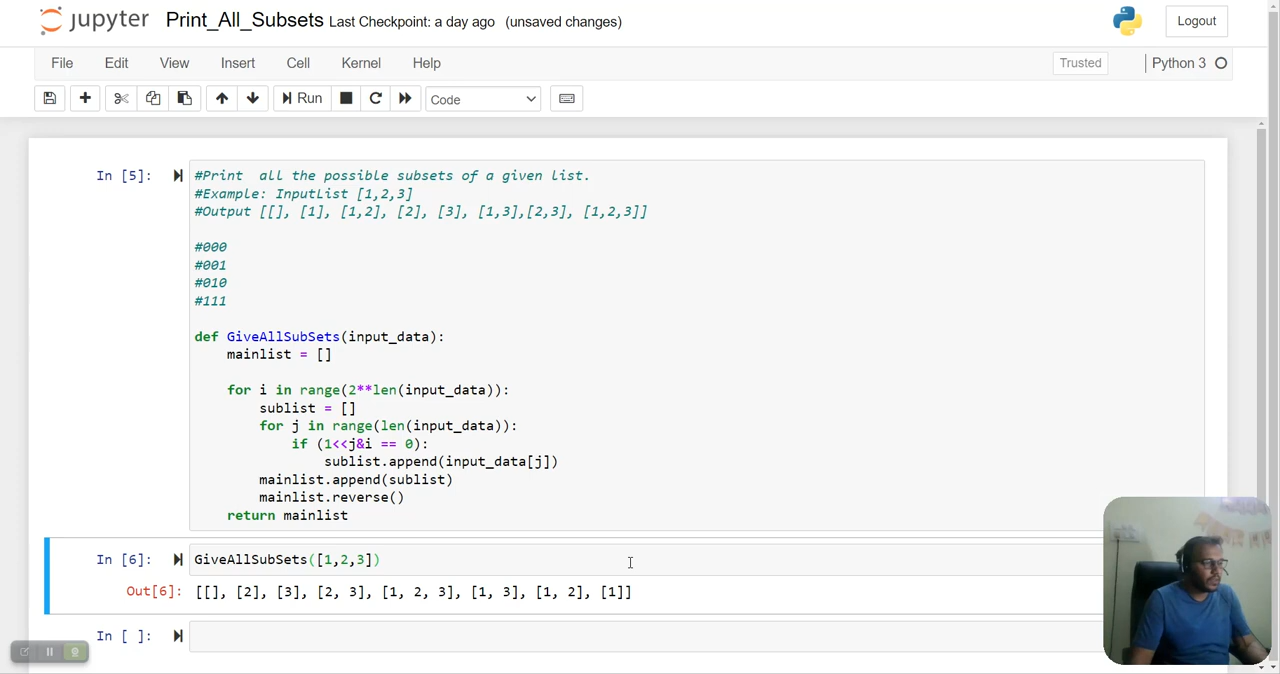 jupyter Print_All_Subsets Last Checkpoint: a day ago (unsaved changes) Logout
File Edit View Insert Cell Kernel Help Trusted Python 3
Run Code
In [5]: #Print  all the possible subsets of a given list.
#Example: InputList [1,2,3]
#Output [[], [1], [1,2], [2], [3], [1,3],[2,3], [1,2,3]]
#000
#001
#010
#111
def GiveAllSubSets(input_data):
    mainlist = []
    for i in range(2**len(input_data)):
        sublist = []
        for j in range(len(input_data)):
            if (1<<j&i == 0):
                sublist.append(input_data[j])
        mainlist.append(sublist)
        mainlist.reverse()
    return mainlist
In [6]: GiveAllSubSets([1,2,3])
Out[6]: [[], [2], [3], [2, 3], [1, 2, 3], [1, 3], [1, 2], [1]]
In [ ]: